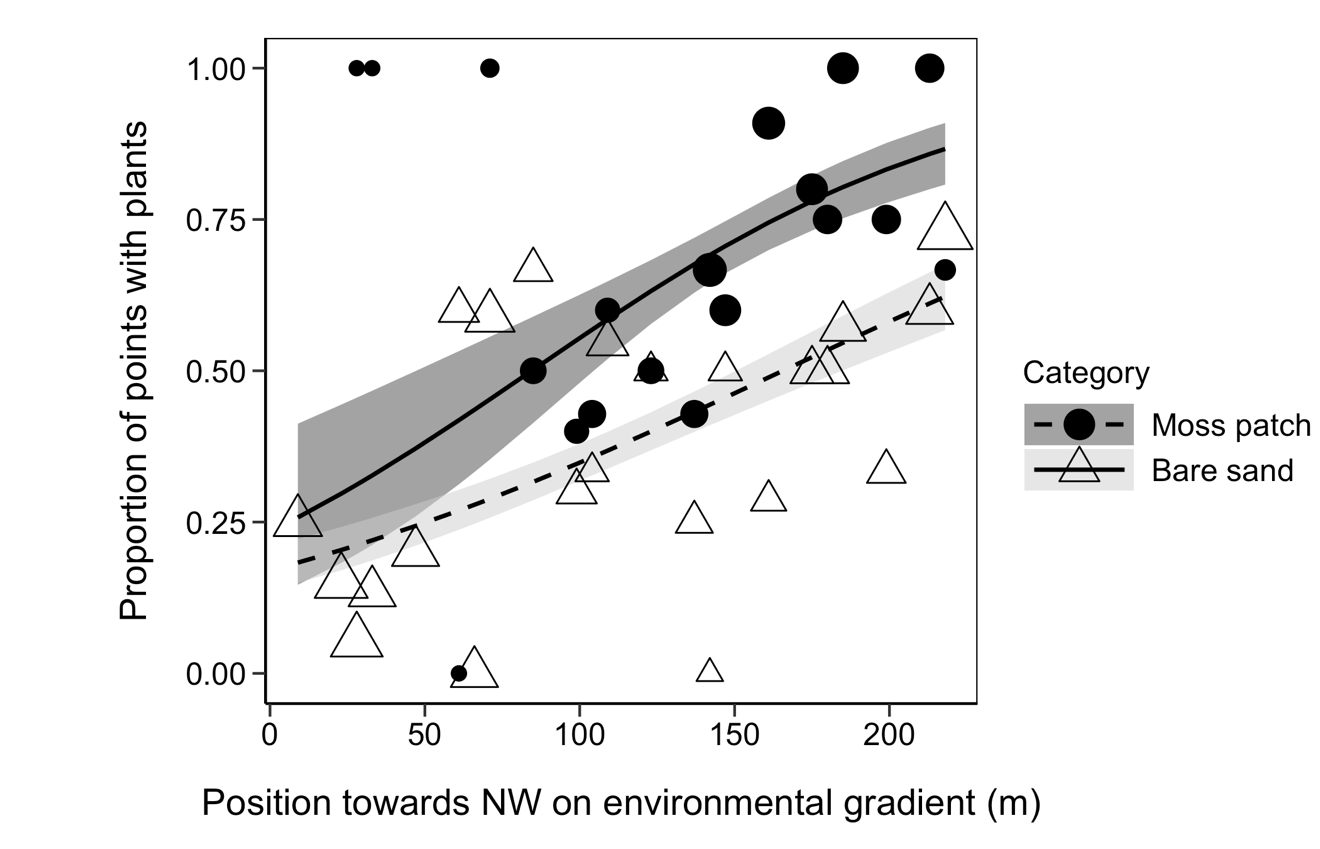 Proportion of points with plants
1.00
0.75
0.50
0.25
0.00
0 50 100 150 200
Position towards NW on environmental gradient (m)
Category
Moss patch
Bare sand